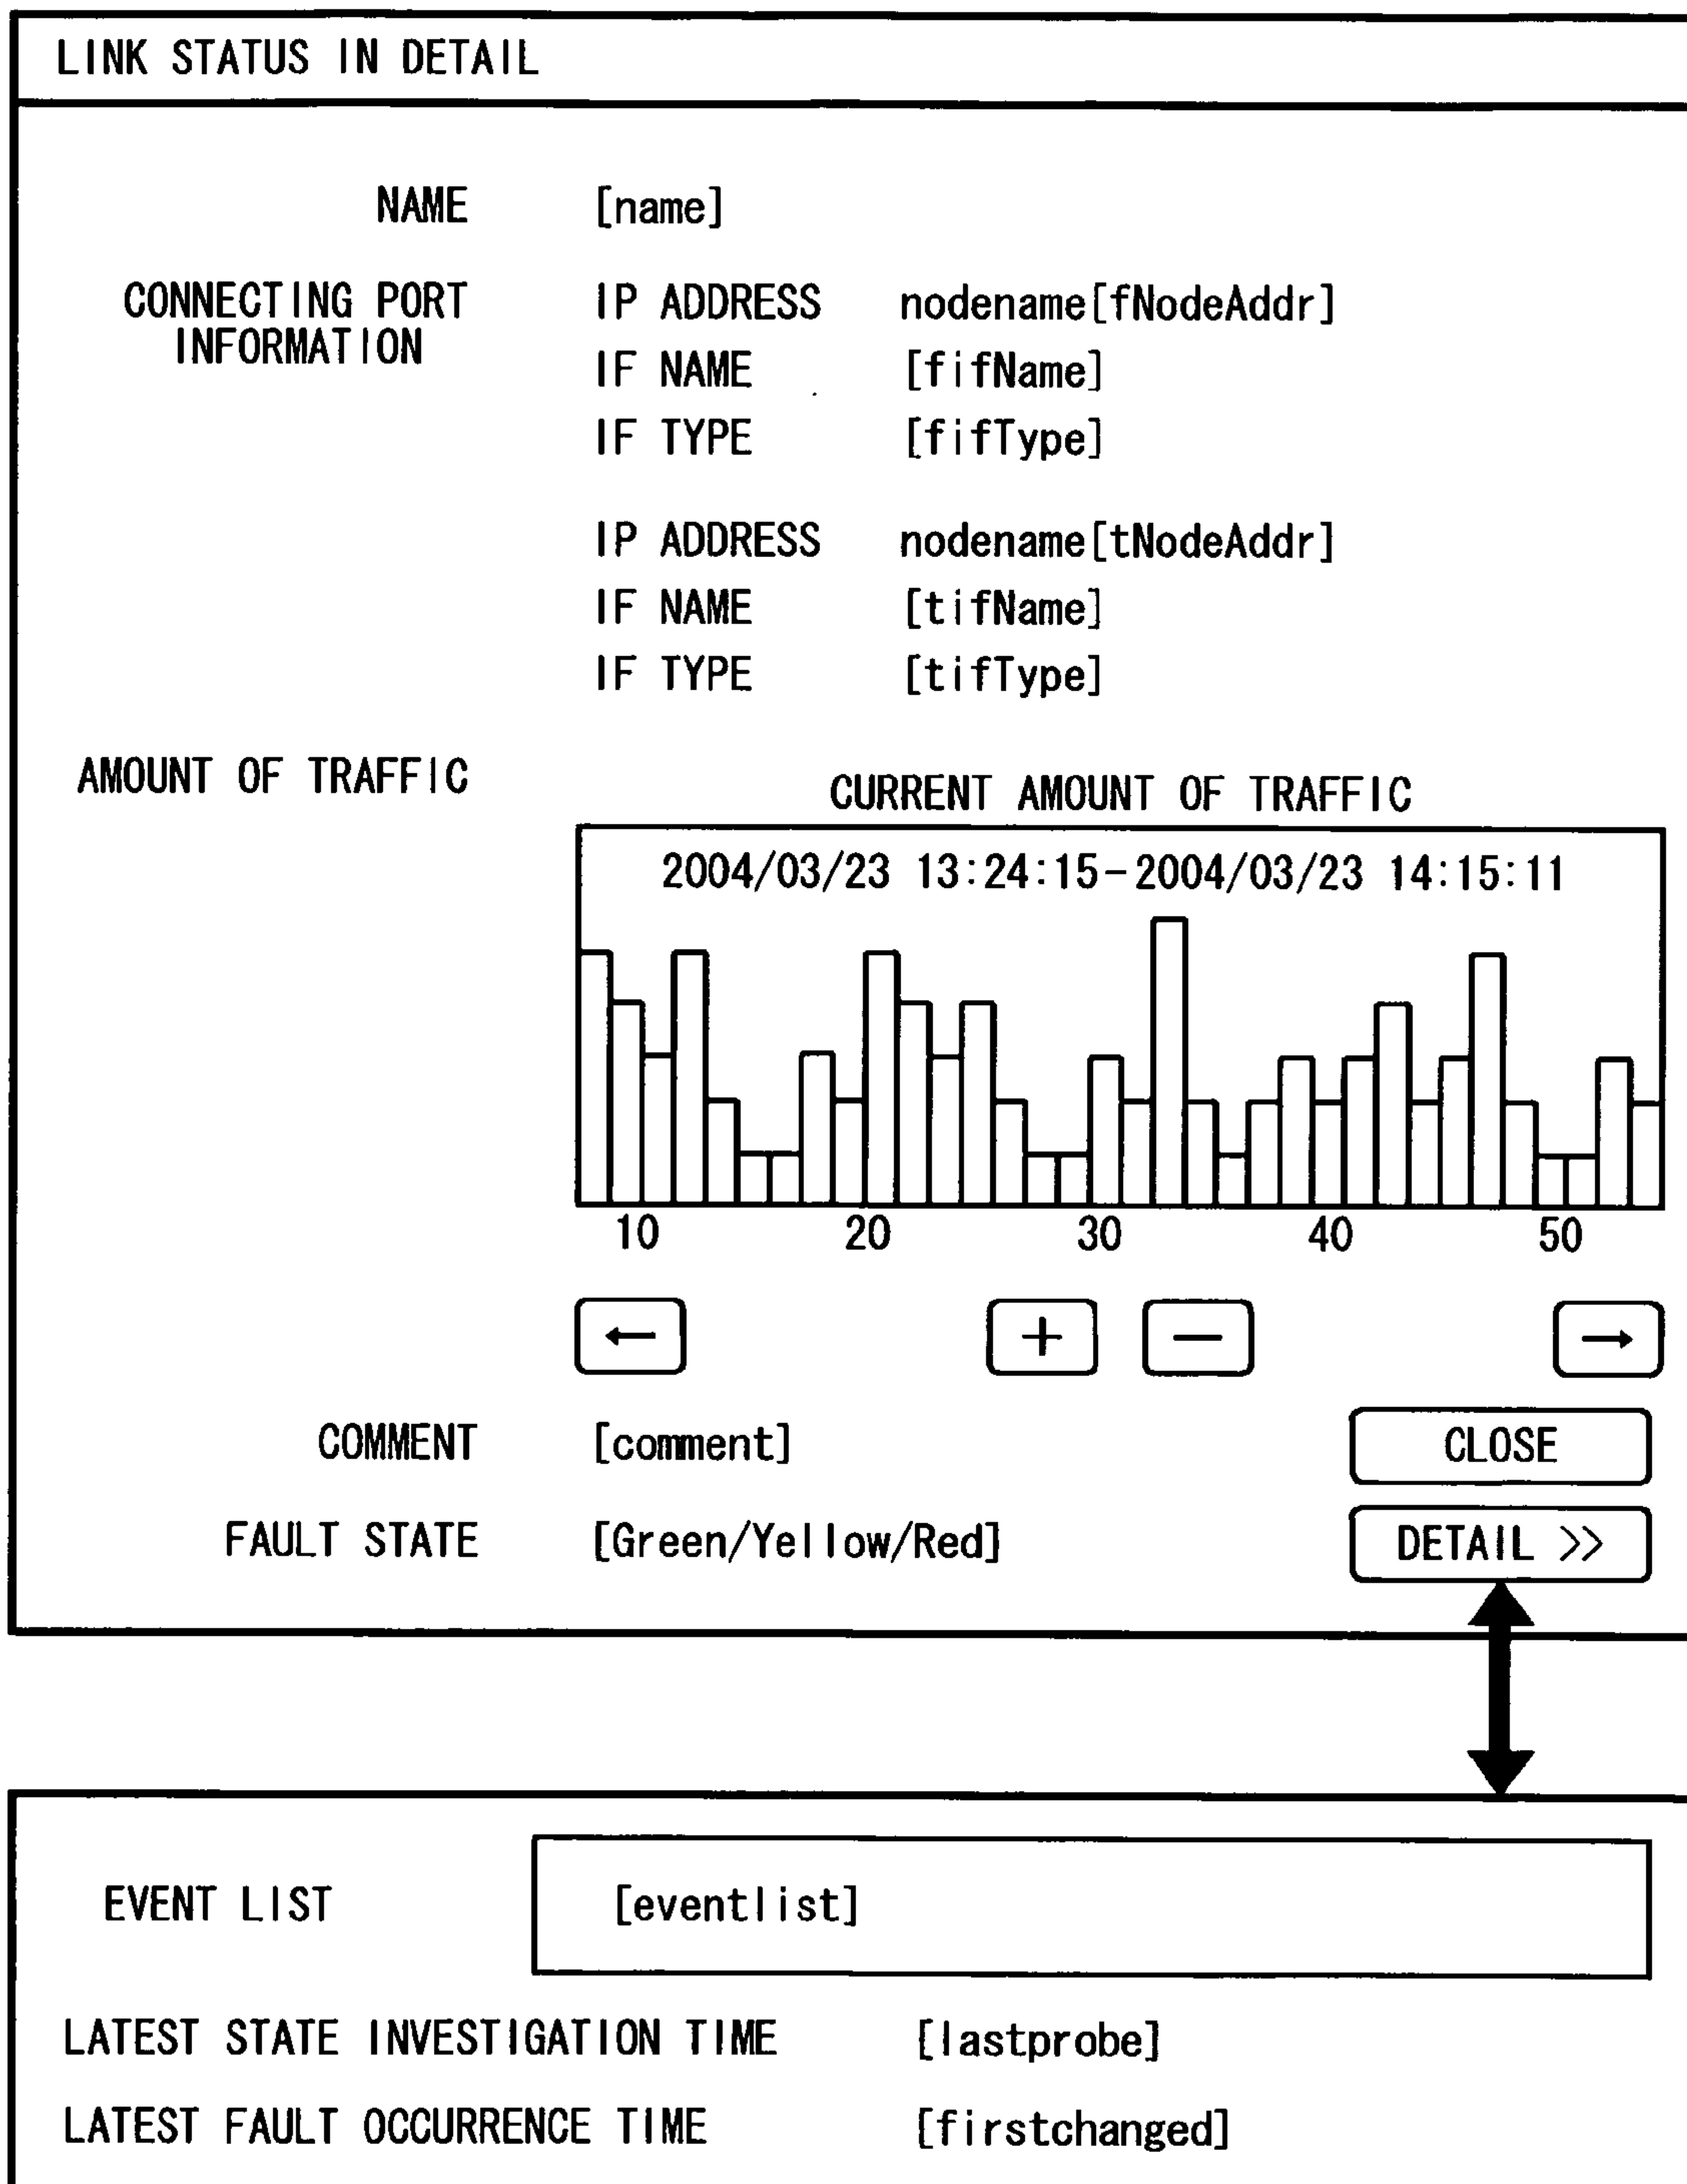 LINK STATUS IN DETAIL
NAME [name]
CONNECTING PORT INFORMATION
IP ADDRESS nodename[fNodeAddr]
IF NAME [fifName]
IF TYPE [fifType]
IP ADDRESS nodename[tNodeAddr]
IF NAME [tifName]
IF TYPE [tifType]
AMOUNT OF TRAFFIC
CURRENT AMOUNT OF TRAFFIC
2004/03/23 13:24:15-2004/03/23 14:15:11
10 20 30 40 50
← + − →
COMMENT [comment] CLOSE
FAULT STATE [Green/Yellow/Red] DETAIL >>
EVENT LIST [eventlist]
LATEST STATE INVESTIGATION TIME [lastprobe]
LATEST FAULT OCCURRENCE TIME [firstchanged]